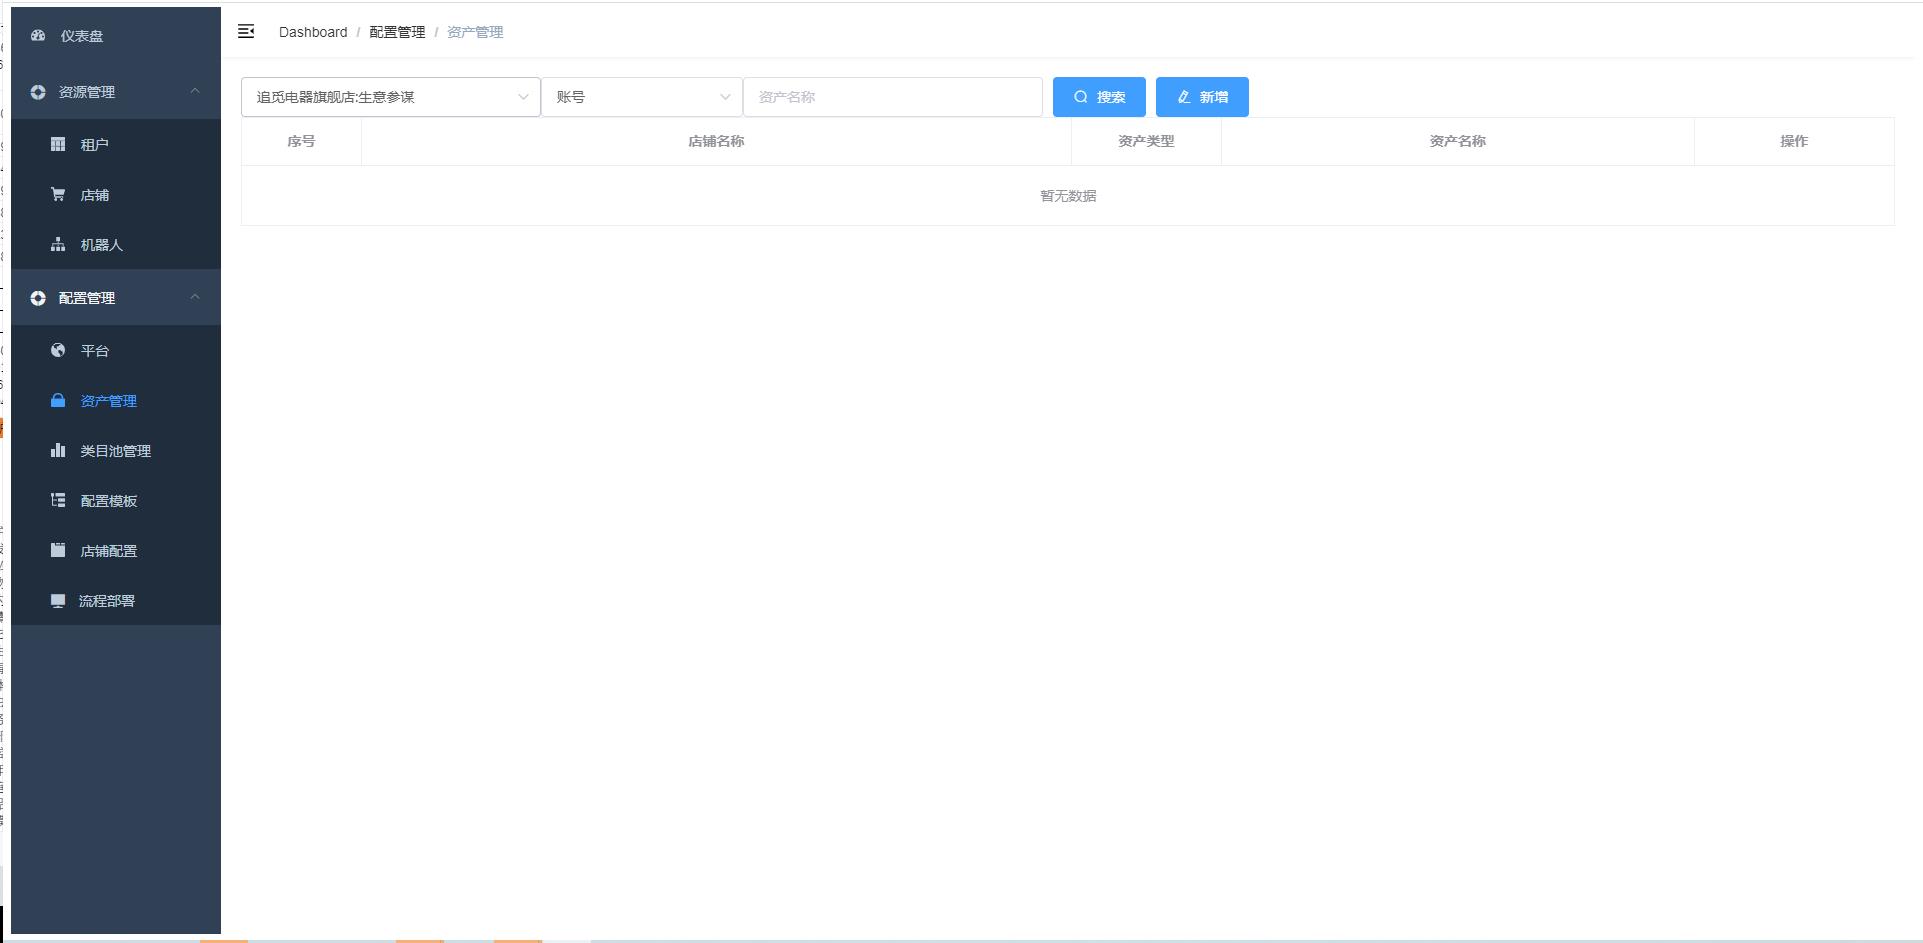 仪表盘
资源管理
租户
店铺
机器人
配置管理
平台
资产管理
类目池管理
配置模板
店铺配置
流程部署
Dashboard / 配置管理 / 资产管理
追觅电器旗舰店:生意参谋 账号 资产名称 搜索 新增
序号 店铺名称 资产类型 资产名称 操作
暂无数据